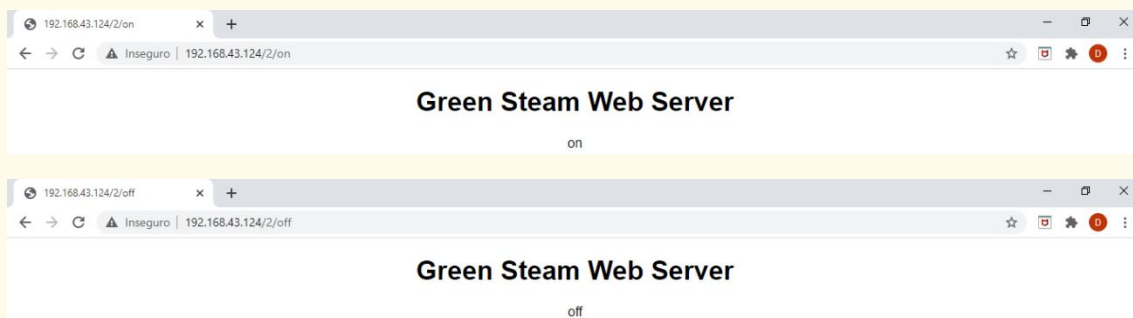 192.168.43.124/2/on
Inseguro | 192.168.43.124/2/on
D
Green Steam Web Server
on
192.168.43.124/2/off
Inseguro | 192.168.43.124/2/off
D
Green Steam Web Server
off